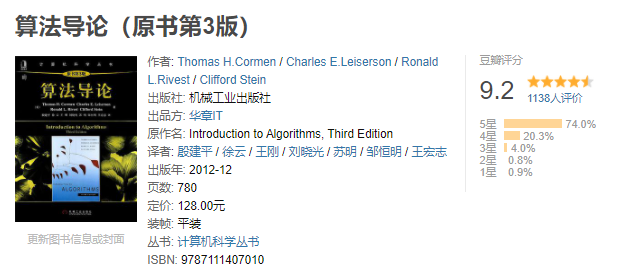 算法导论（原书第3版）
计算机科学丛书
算法导论
Introduction to Algorithms
作者: Thomas H.Cormen / Charles E.Leiserson / Ronald
L.Rivest / Clifford Stein
出版社: 机械工业出版社
出品方: 华章IT
原作名: Introduction to Algorithms, Third Edition
译者: 殷建平 / 徐云 / 王刚 / 刘晓光 / 苏明 / 邹恒明 / 王宏志
出版年: 2012-12
页数: 780
定价: 128.00元
装帧: 平装
丛书: 计算机科学丛书
ISBN: 9787111407010
更新图书信息或封面
豆瓣评分
9.2
1138人评价
5星 74.0%
4星 20.3%
3星 4.0%
2星 0.8%
1星 0.9%